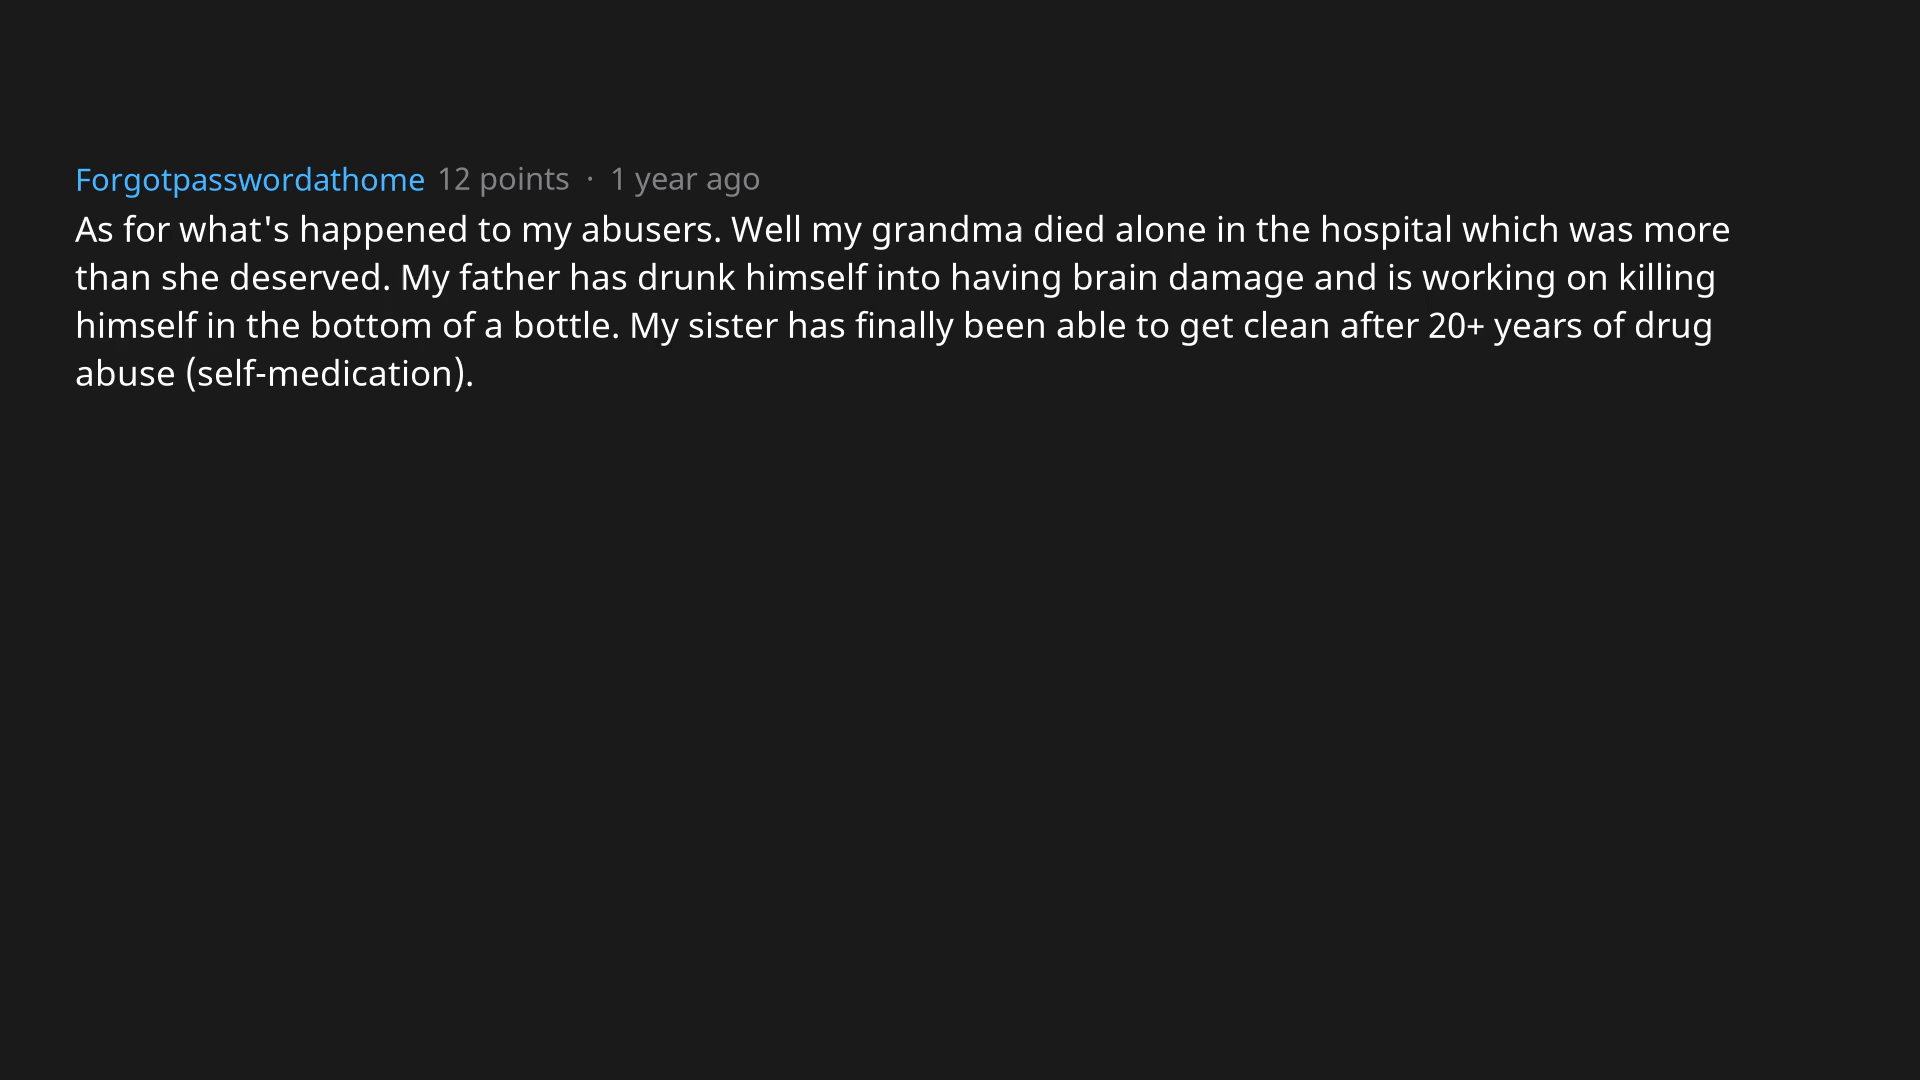 Forgotpasswordathome 12 points · 1 year ago
As for what's happened to my abusers. Well my grandma died alone in the hospital which was more
than she deserved. My father has drunk himself into having brain damage and is working on killing
himself in the bottom of a bottle. My sister has finally been able to get clean after 20+ years of drug
abuse (self-medication).